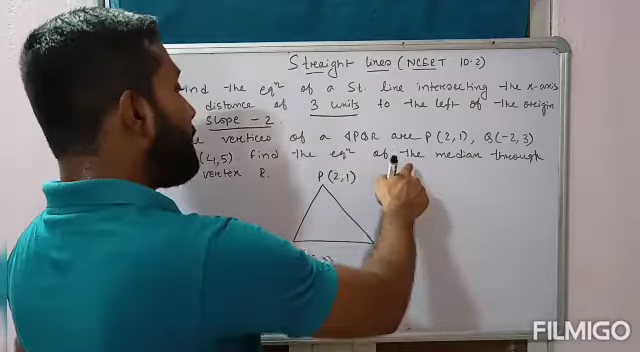 Straight lines (NCERT 10.2)
ind the eqn of a St. line intersecting the x-axis
distance of 3 units to the left of the origin
Slope -2
vertices of a ΔPQR are P(2,1), Q(-2,3)
(4,5) find the eqn of the median through
vertex R.
P(2,1)
FILMIGO